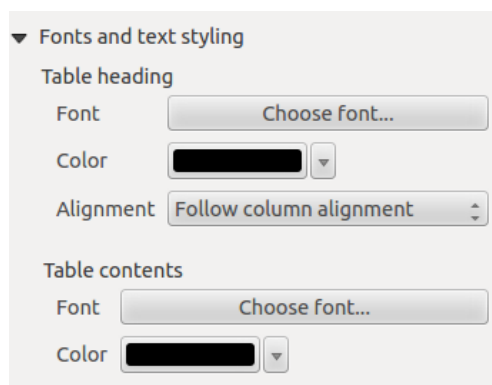 Fonts and text styling
Table heading
Font Choose font...
Color
Alignment Follow column alignment
Table contents
Font Choose font...
Color